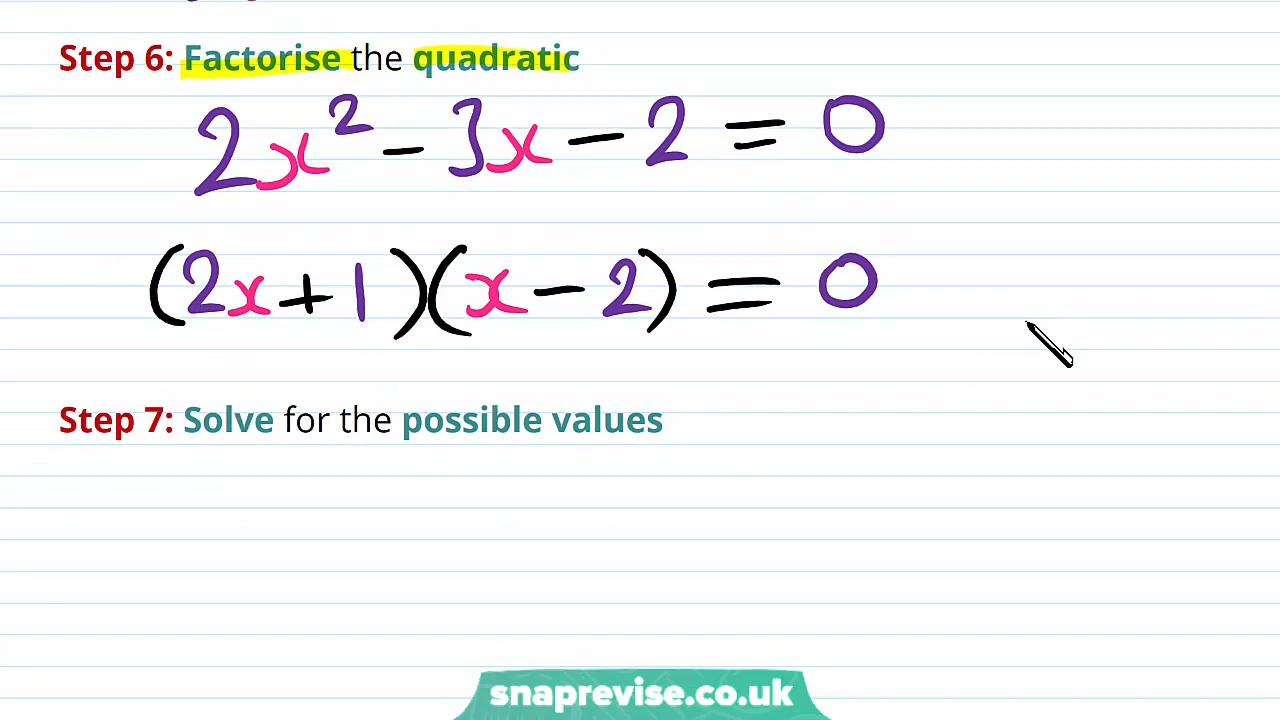 Step 6: Factorise the quadratic
2x² - 3x - 2 = 0
(2x + 1)(x - 2) = 0
Step 7: Solve for the possible values
snaprevise.co.uk